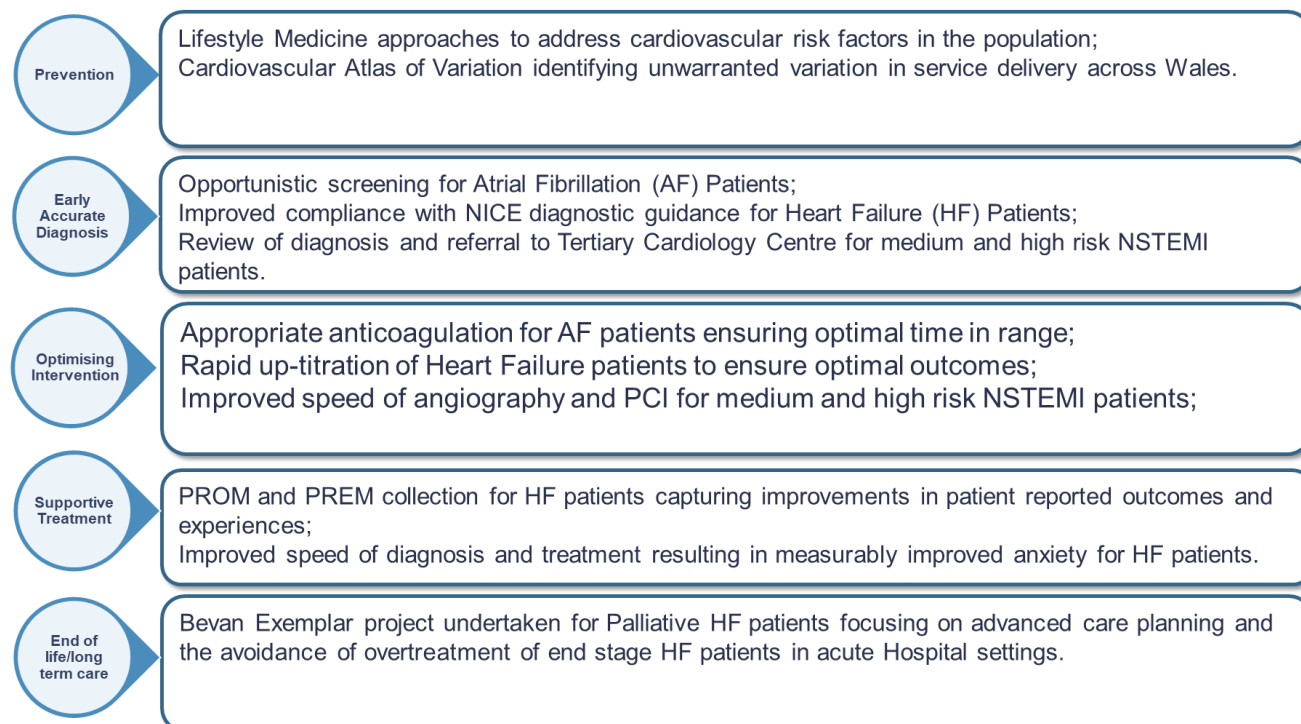 Prevention
Lifestyle Medicine approaches to address cardiovascular risk factors in the population;
Cardiovascular Atlas of Variation identifying unwarranted variation in service delivery across Wales.
Early
Accurate
Diagnosis
Opportunistic screening for Atrial Fibrillation (AF) Patients;
Improved compliance with NICE diagnostic guidance for Heart Failure (HF) Patients;
Review of diagnosis and referral to Tertiary Cardiology Centre for medium and high risk NSTEMI
patients.
Optimising
Intervention
Appropriate anticoagulation for AF patients ensuring optimal time in range;
Rapid up-titration of Heart Failure patients to ensure optimal outcomes;
Improved speed of angiography and PCI for medium and high risk NSTEMI patients;
Supportive
Treatment
PROM and PREM collection for HF patients capturing improvements in patient reported outcomes and
experiences;
Improved speed of diagnosis and treatment resulting in measurably improved anxiety for HF patients.
End of
life/long
term care
Bevan Exemplar project undertaken for Palliative HF patients focusing on advanced care planning and
the avoidance of overtreatment of end stage HF patients in acute Hospital settings.